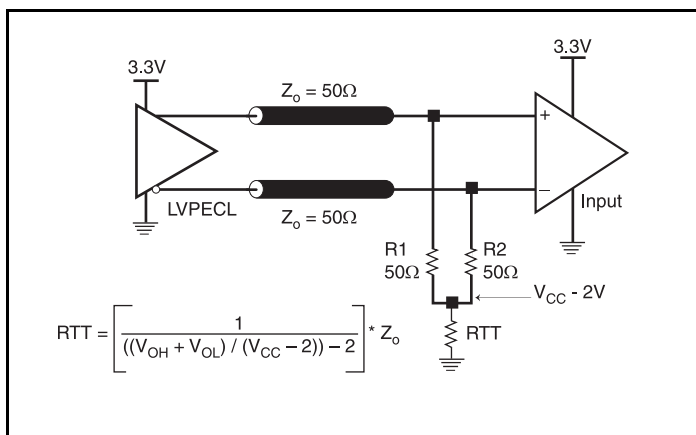 3.3V
3.3V
Zo = 50Ω
+
LVPECL
Zo = 50Ω
−
Input
R1
50Ω
R2
50Ω
VCC - 2V
RTT = [ 1 / (((VOH + VOL) / (VCC − 2)) − 2) ] * Zo
RTT